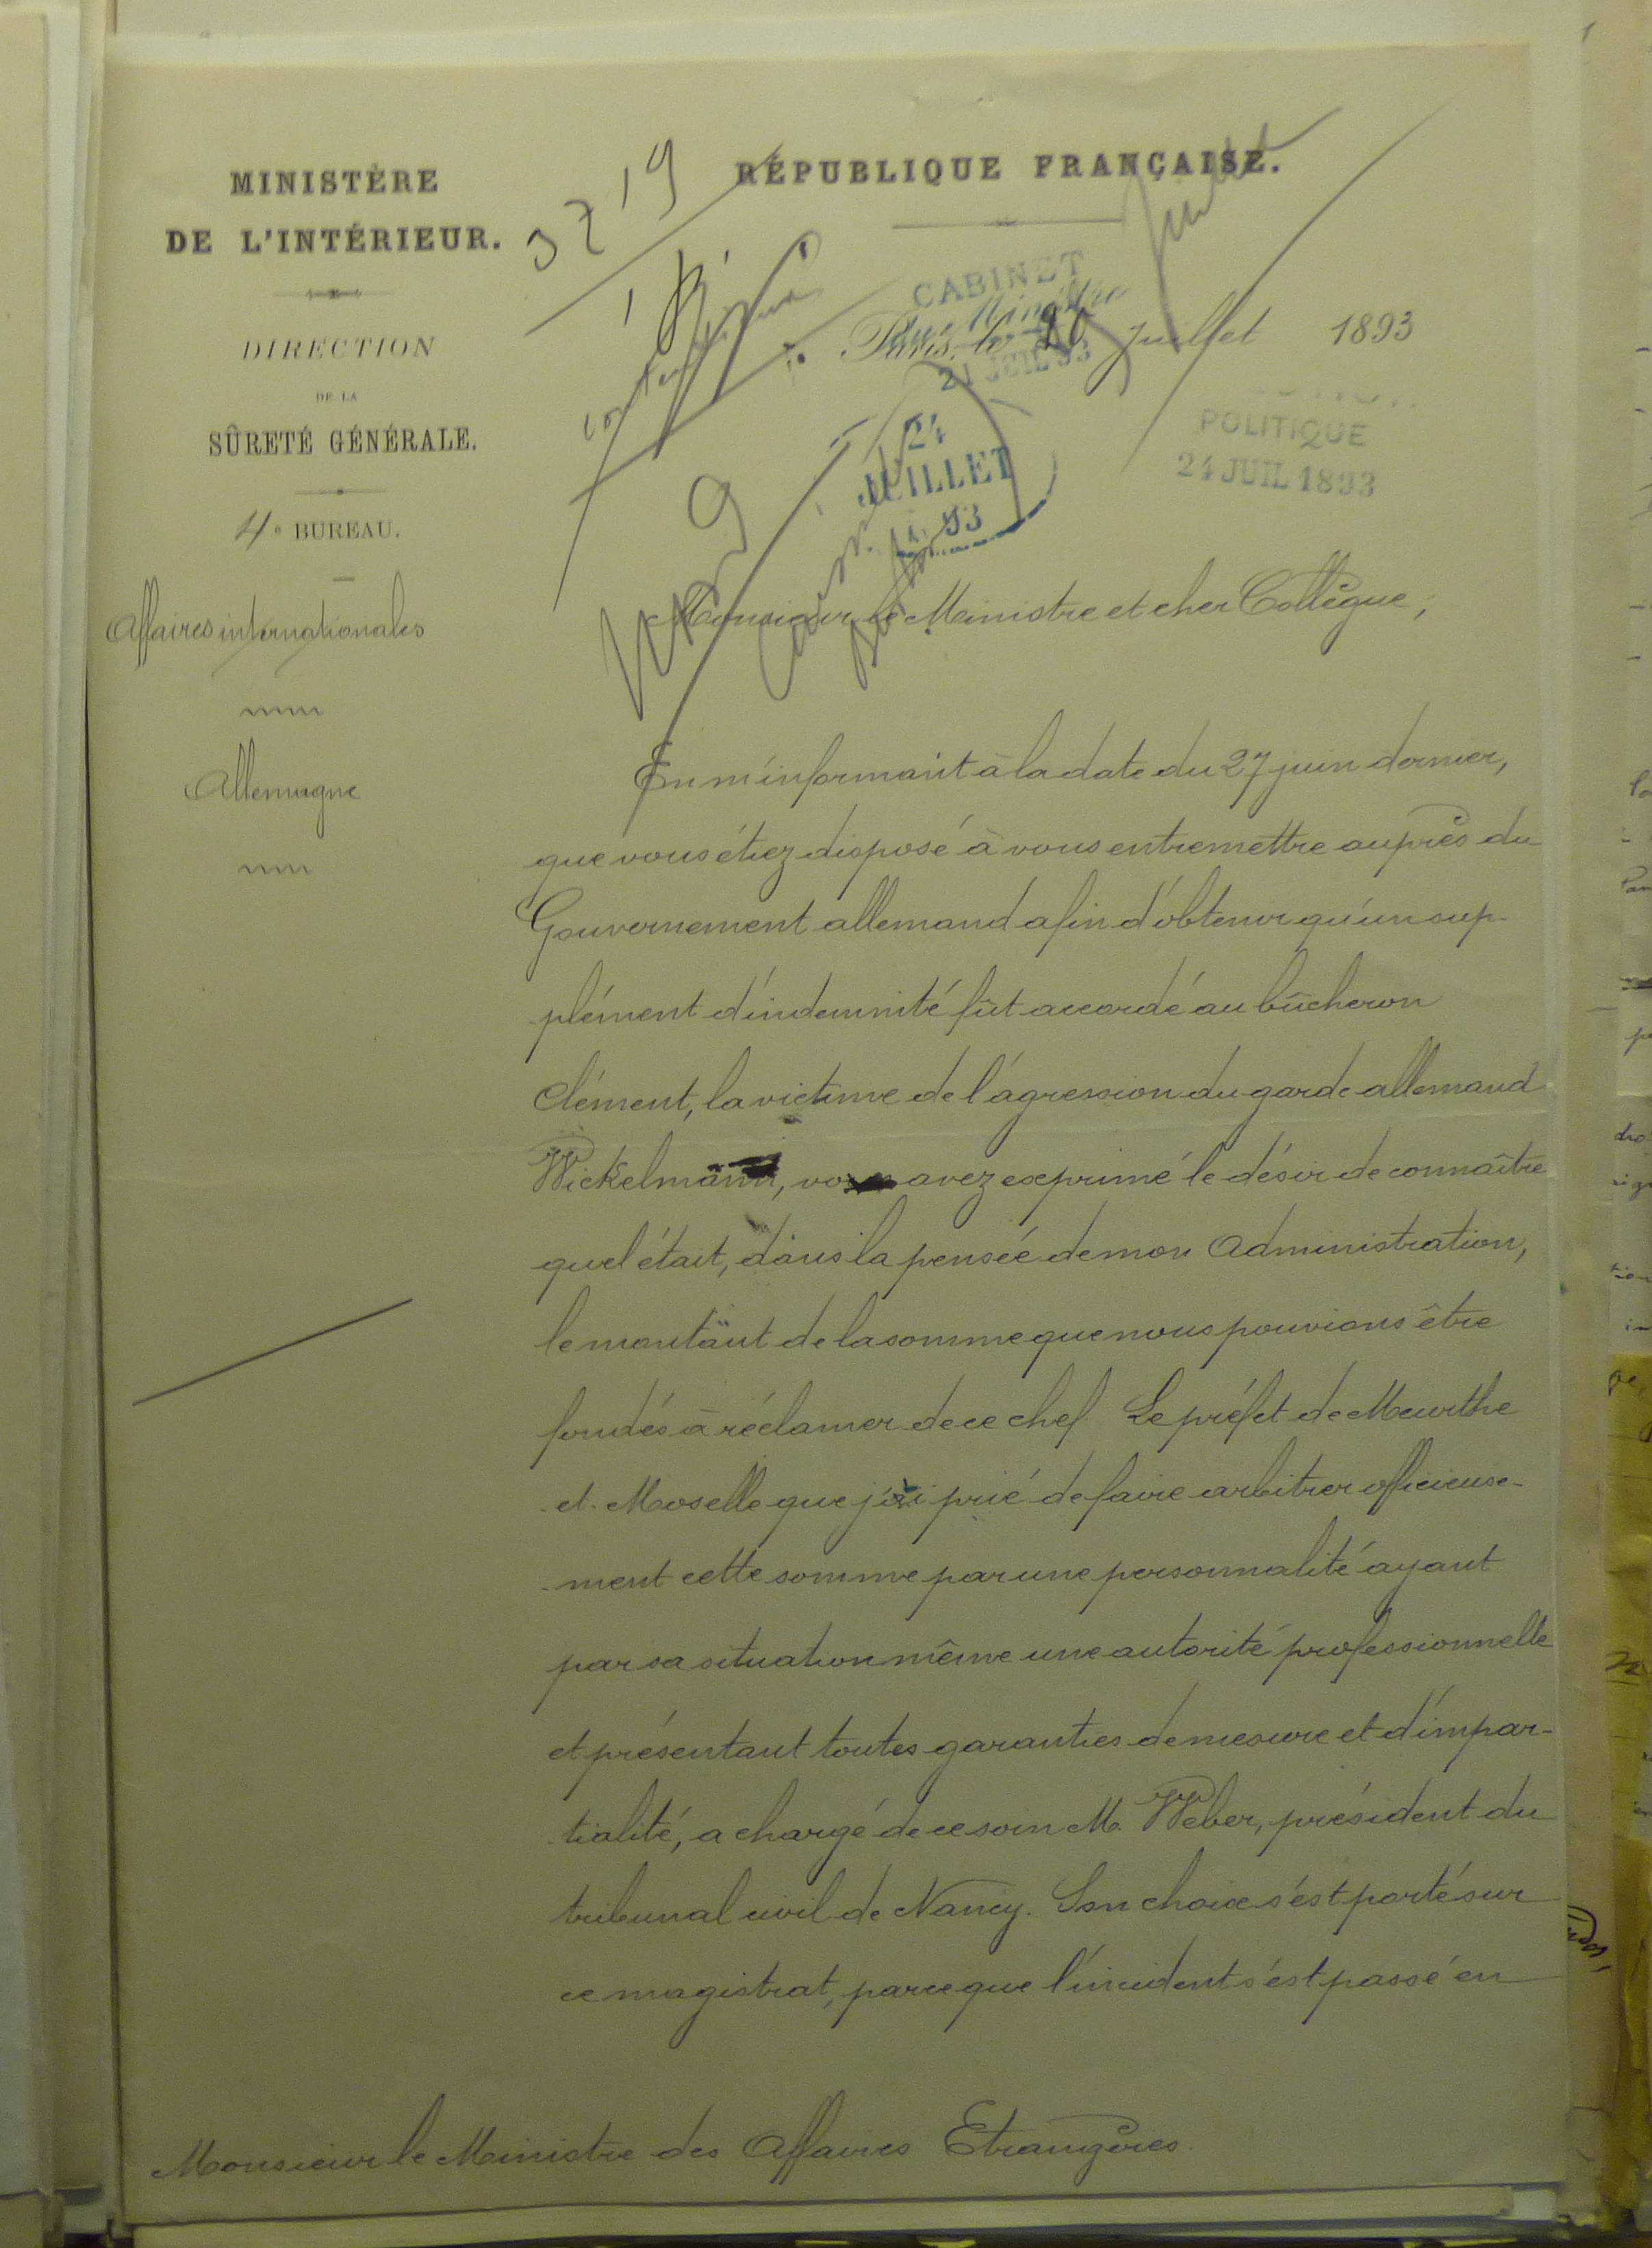 MINISTÈRE
DE L'INTÉRIEUR.
DIRECTION
DE LA
SÛRETÉ GÉNÉRALE.
4e BUREAU.
Affaires internationales
Allemagne
RÉPUBLIQUE FRANÇAISE.
CABINET
du Ministre
21 JUIL 93
Paris, le 20 Juillet 1893
24
JUILLET
93
POLITIQUE
24 JUIL 1893
Monsieur le Ministre et cher Collègue,
En m'informant à la date du 27 juin dernier,
que vous étiez disposé à vous entremettre auprès du
Gouvernement allemand afin d'obtenir qu'un sup-
plément d'indemnité fût accordé au bûcheron
Clément, la victime de l'agression du garde allemand
Wickelmann, vous avez exprimé le désir de connaître
quel était, dans la pensée de mon Administration,
le montant de la somme que nous pouvions être
fondés à réclamer de ce chef. Le préfet de Meurthe
et Moselle que j'ai prié de faire arbitrer officieuse-
ment cette somme par une personnalité ayant
par sa situation même une autorité professionnelle
et présentant toutes garanties de mesure et d'impar-
tialité, a chargé de ce soin M. Weber, président du
tribunal civil de Nancy. Son choix s'est porté sur
ce magistrat, parce que l'incident s'est passé en
Monsieur le Ministre des Affaires Etrangères.